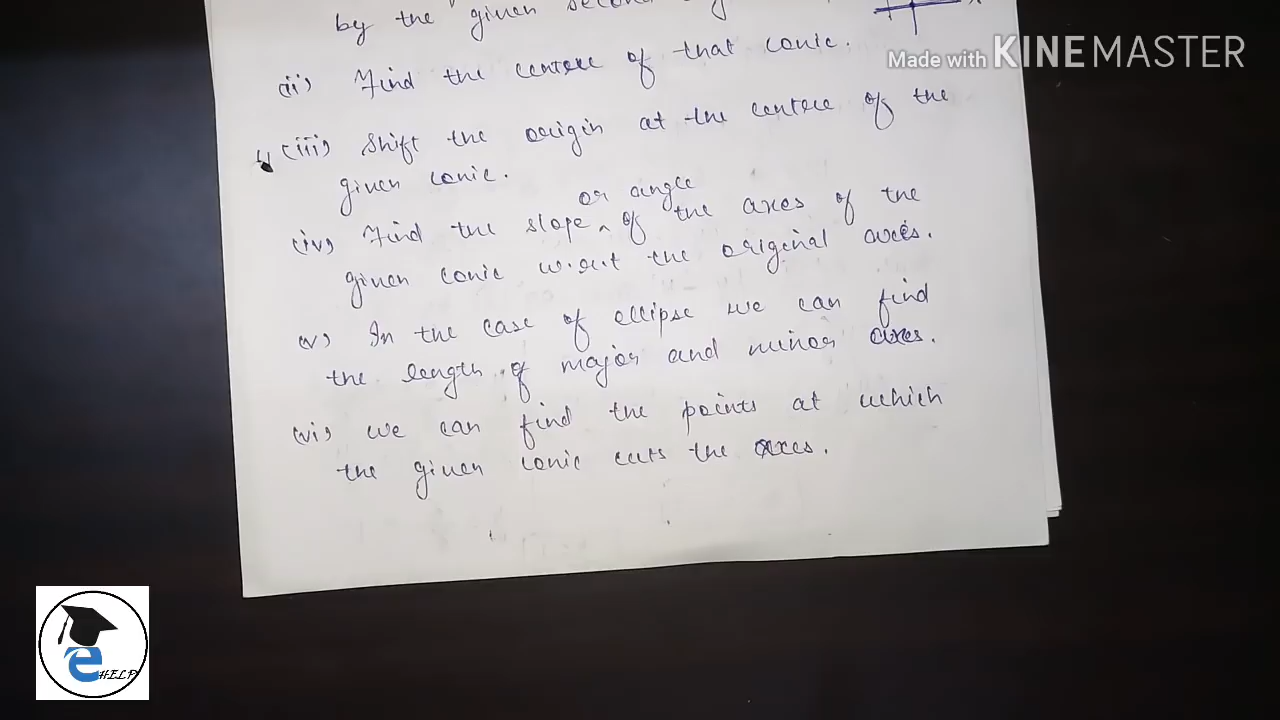 by the given second
Made with KINEMASTER
(ii) Find the centre of that conic.
(iii) Shift the origin at the centre of the
given conic.
or angle
(iv) Find the slope ^ of the axes of the
given conic w.r.t the original axes.
(v) In the case of ellipse we can find
the length of major and minor axes.
(vi) we can find the points at which
the given conic cuts the axes.
e HELP